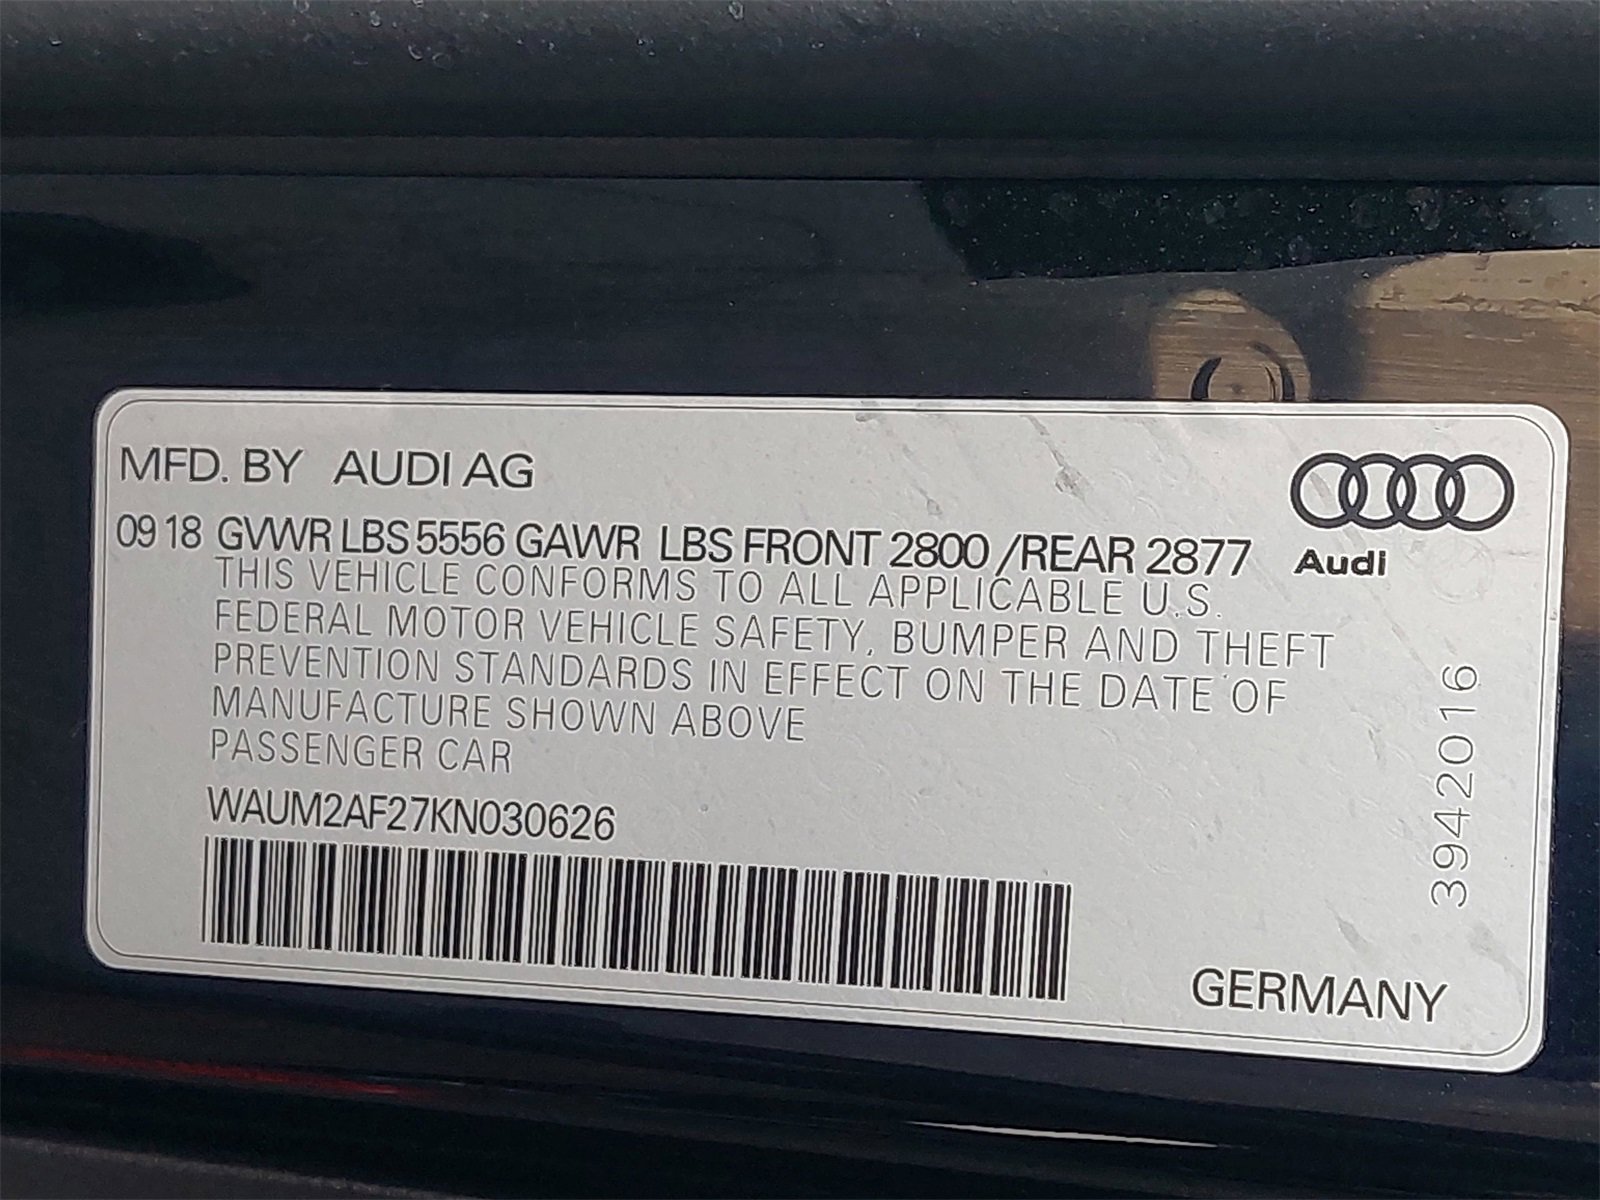 MFD. BY AUDI AG
09 18 GVWR LBS 5556 GAWR LBS FRONT 2800 /REAR 2877
Audi
THIS VEHICLE CONFORMS TO ALL APPLICABLE U.S.
FEDERAL MOTOR VEHICLE SAFETY, BUMPER AND THEFT
PREVENTION STANDARDS IN EFFECT ON THE DATE OF
MANUFACTURE SHOWN ABOVE
PASSENGER CAR
WAUM2AF27KN030626
3942016
GERMANY